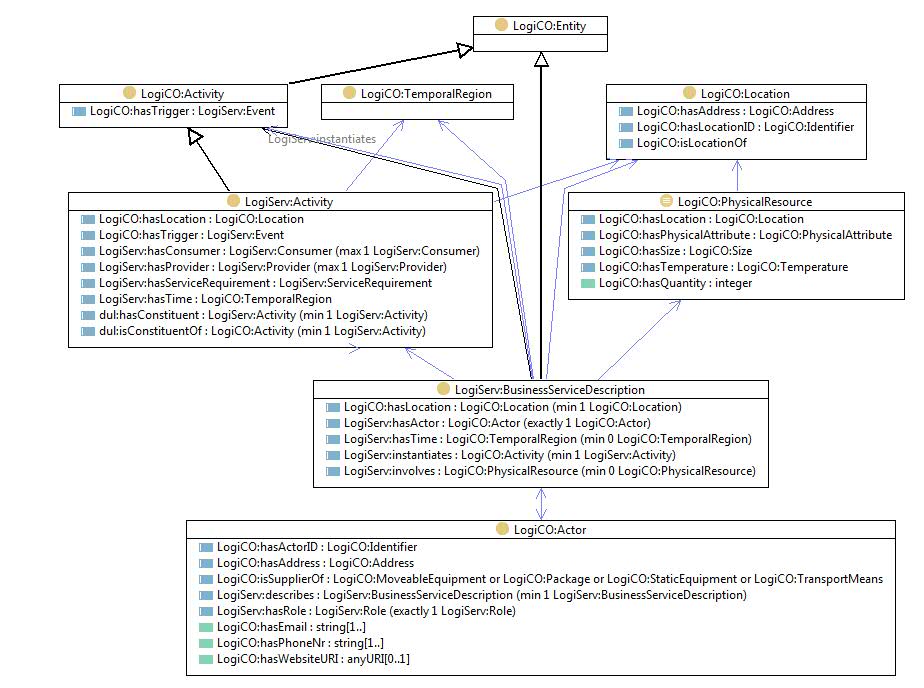 LogiCO:Entity
LogiCO:Activity
LogiCO:hasTrigger : LogiServ:Event
LogiCO:TemporalRegion
LogiCO:Location
LogiCO:hasAddress : LogiCO:Address
LogiCO:hasLocationID : LogiCO:Identifier
LogiCO:isLocationOf
LogiServ:instantiates
LogiServ:Activity
LogiCO:hasLocation : LogiCO:Location
LogiCO:hasTrigger : LogiServ:Event
LogiServ:hasConsumer : LogiServ:Consumer (max 1 LogiServ:Consumer)
LogiServ:hasProvider : LogiServ:Provider (max 1 LogiServ:Provider)
LogiServ:hasServiceRequirement : LogiServ:ServiceRequirement
LogiServ:hasTime : LogiCO:TemporalRegion
dul:hasConstituent : LogiServ:Activity (min 1 LogiServ:Activity)
dul:isConstituentOf : LogiCO:Activity (min 1 LogiServ:Activity)
LogiCO:PhysicalResource
LogiCO:hasLocation : LogiCO:Location
LogiCO:hasPhysicalAttribute : LogiCO:PhysicalAttribute
LogiCO:hasSize : LogiCO:Size
LogiCO:hasTemperature : LogiCO:Temperature
LogiCO:hasQuantity : integer
LogiServ:BusinessServiceDescription
LogiCO:hasLocation : LogiCO:Location (min 1 LogiCO:Location)
LogiServ:hasActor : LogiCO:Actor (exactly 1 LogiCO:Actor)
LogiServ:hasTime : LogiCO:TemporalRegion (min 0 LogiCO:TemporalRegion)
LogiServ:instantiates : LogiCO:Activity (min 1 LogiServ:Activity)
LogiServ:involves : LogiCO:PhysicalResource (min 0 LogiCO:PhysicalResource)
LogiCO:Actor
LogiCO:hasActorID : LogiCO:Identifier
LogiCO:hasAddress : LogiCO:Address
LogiCO:isSupplierOf : LogiCO:MoveableEquipment or LogiCO:Package or LogiCO:StaticEquipment or LogiCO:TransportMeans
LogiServ:describes : LogiServ:BusinessServiceDescription (min 1 LogiServ:BusinessServiceDescription)
LogiServ:hasRole : LogiServ:Role (exactly 1 LogiServ:Role)
LogiCO:hasEmail : string[1..]
LogiCO:hasPhoneNr : string[1..]
LogiCO:hasWebsiteURI : anyURI[0..1]